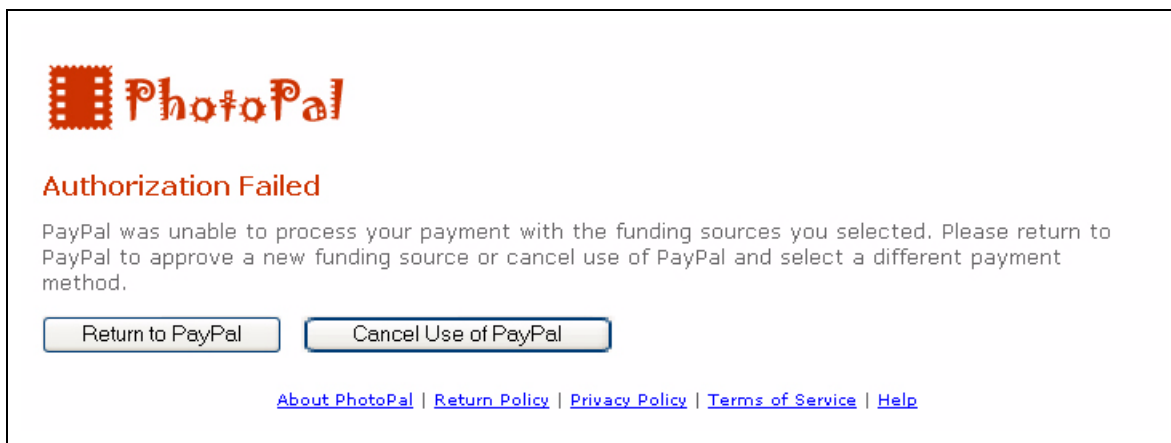 PhotoPal
Authorization Failed
PayPal was unable to process your payment with the funding sources you selected. Please return to
PayPal to approve a new funding source or cancel use of PayPal and select a different payment
method.
Return to PayPal Cancel Use of PayPal
About PhotoPal | Return Policy | Privacy Policy | Terms of Service | Help